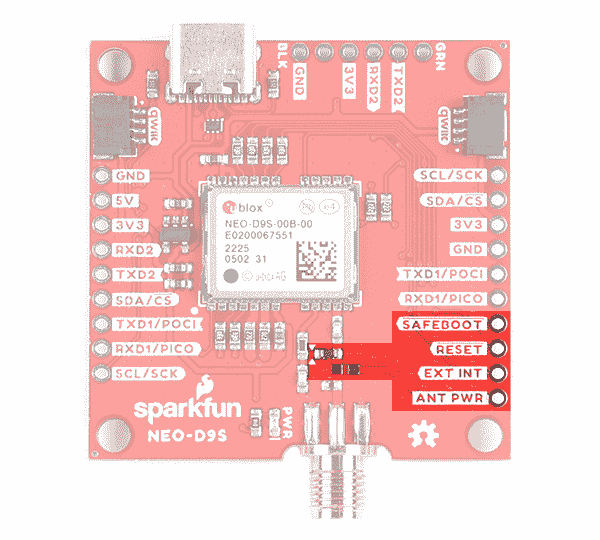 BLK
GND
3V3
RXD2
TXD2
GRN
QWIIC
QWIIC
GND
5V
3V3
RXD2
TXD2
SDA/CS
TXD1/POCI
RXD1/PICO
SCL/SCK
ublox
NEO-D9S-00B-00
E0200067551
2225
0502 31
SCL/SCK
SDA/CS
3V3
GND
TXD1/POCI
RXD1/PICO
SAFEBOOT
RESET
EXT INT
ANT PWR
sparkfun
NEO-D9S
PWR